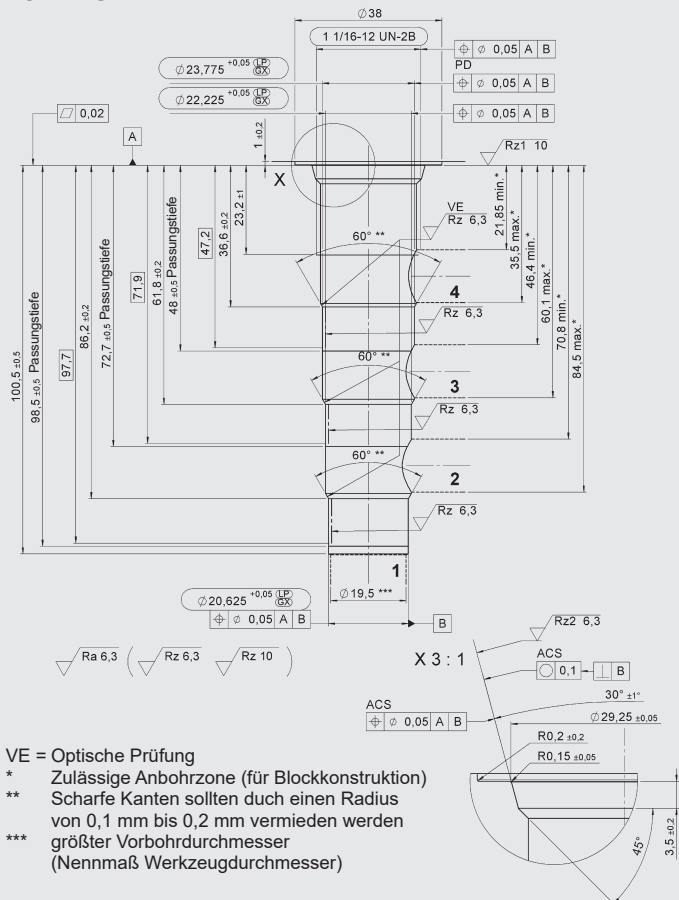 ∅38
1 1/16-12 UN-2B
⌖ ∅ 0,05 A B
PD
∅23,775 +0,05 LP GX
⌖ ∅ 0,05 A B
∅22,225 +0,05 LP GX
⌖ ∅ 0,05 A B
⏥ 0,02
A
1 ±0,2
Rz1 10
X
100,5 ±0,5
98,5 ±0,5 Passungstiefe
97,7
86,2 ±0,2
72,7 ±0,5 Passungstiefe
71,9
61,8 ±0,2
48 ±0,5 Passungstiefe
47,2
36,6 ±0,2
23,2 ±1
VE
Rz 6,3
21,85 min.*
35,5 max.*
46,4 min.*
60,1 max.*
70,8 min.*
84,5 max.*
60° **
4
Rz 6,3
60° **
3
Rz 6,3
60° **
2
Rz 6,3
1
∅20,625 +0,05 LP GX
∅19,5 ***
⌖ ∅ 0,05 A B
B
Ra 6,3 ( Rz 6,3 Rz 10 )
X 3 : 1
Rz2 6,3
ACS
○ 0,1 ⊥ B
30° ±1°
ACS
⌖ ∅ 0,05 A B
∅29,25 ±0,05
R0,2 ±0,2
R0,15 ±0,05
45°
3,5 ±0,2
VE = Optische Prüfung
* Zulässige Anbohrzone (für Blockkonstruktion)
** Scharfe Kanten sollten duch einen Radius
von 0,1 mm bis 0,2 mm vermieden werden
*** größter Vorbohrdurchmesser
(Nennmaß Werkzeugdurchmesser)